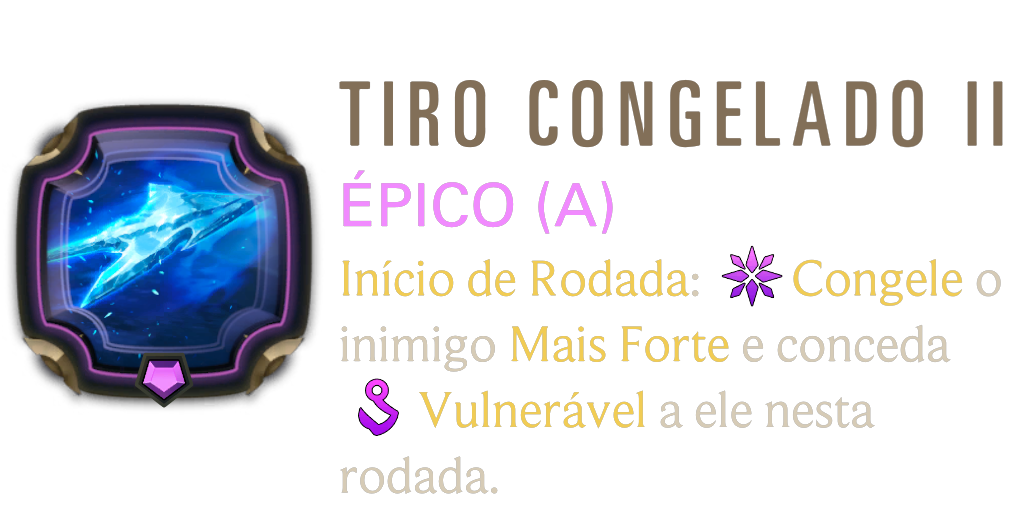 TIRO CONGELADO II
ÉPICO (A)
Início de Rodada: Congele o
inimigo Mais Forte e conceda
Vulnerável a ele nesta
rodada.